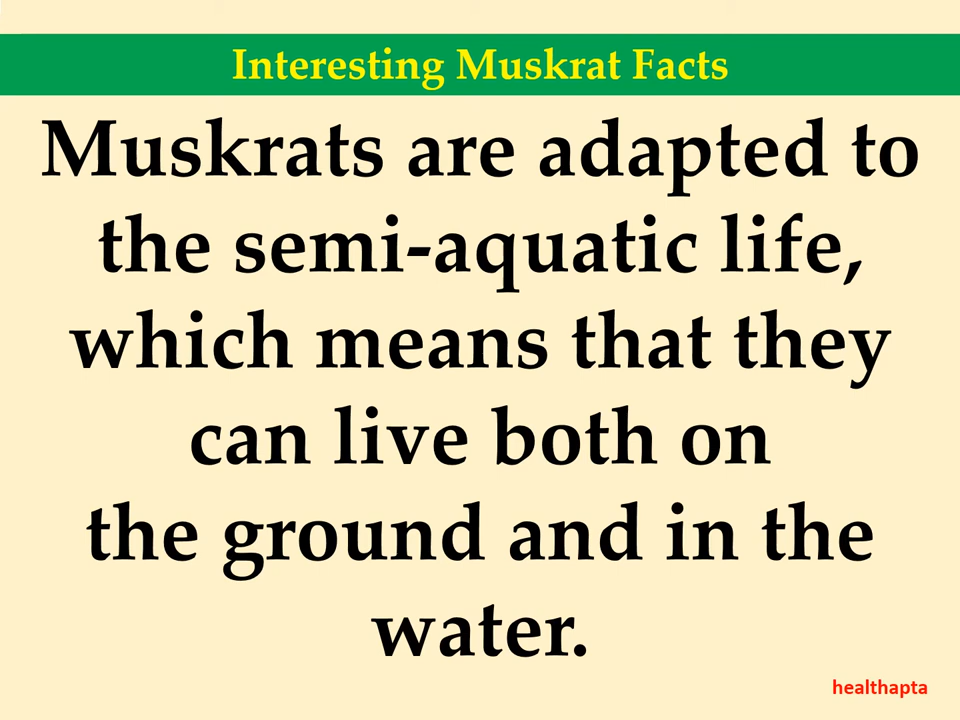 Interesting Muskrat Facts
Muskrats are adapted to
the semi-aquatic life,
which means that they
can live both on
the ground and in the
water.
healthapta